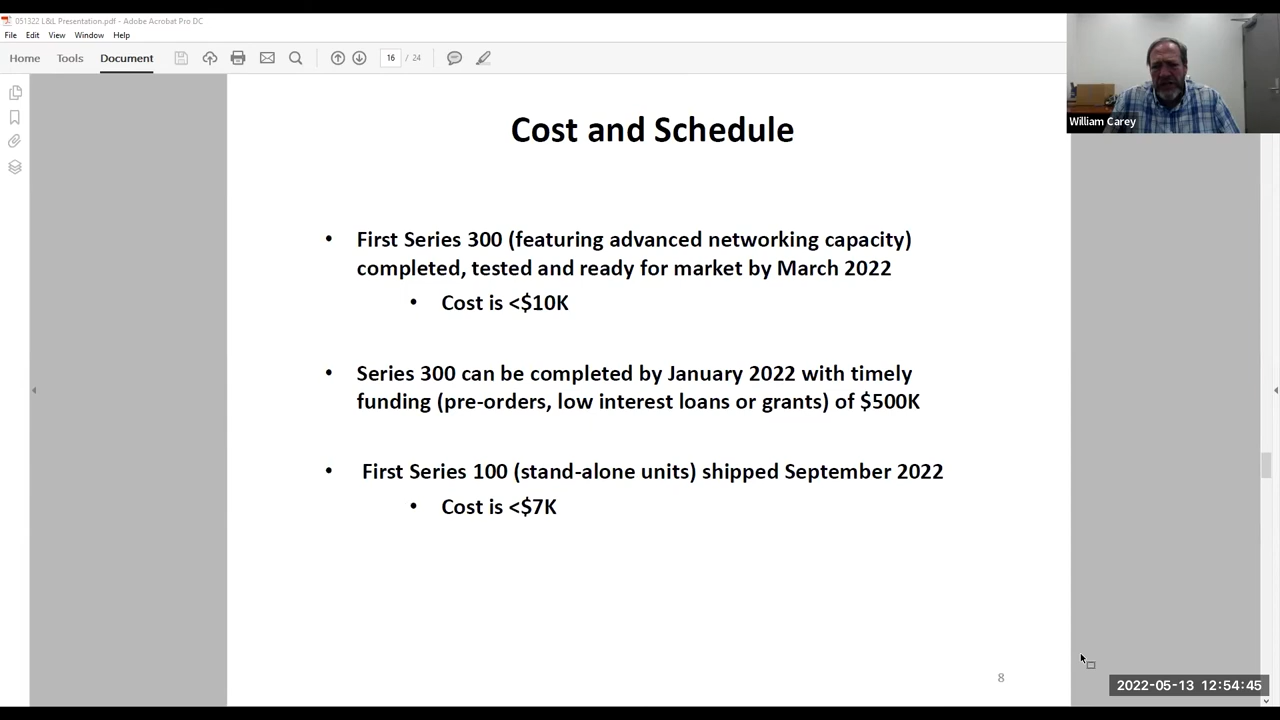 051322 L&L Presentation.pdf - Adobe Acrobat Pro DC
File Edit View Window Help
Home Tools Document 16 / 24
William Carey
Cost and Schedule
• First Series 300 (featuring advanced networking capacity)
completed, tested and ready for market by March 2022
• Cost is <$10K
• Series 300 can be completed by January 2022 with timely
funding (pre-orders, low interest loans or grants) of $500K
• First Series 100 (stand-alone units) shipped September 2022
• Cost is <$7K
8
2022-05-13 12:54:45